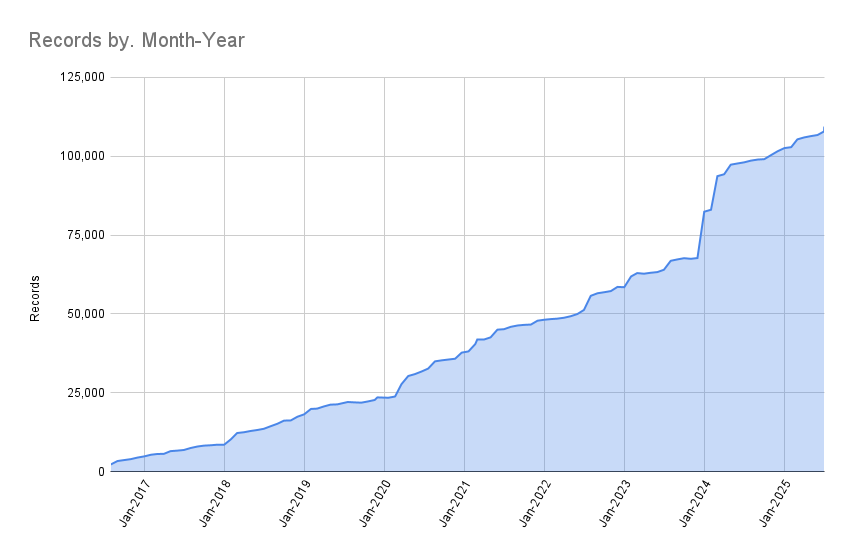 Records by. Month-Year
125,000
100,000
75,000
50,000
25,000
0
Records
Jan-2017
Jan-2018
Jan-2019
Jan-2020
Jan-2021
Jan-2022
Jan-2023
Jan-2024
Jan-2025